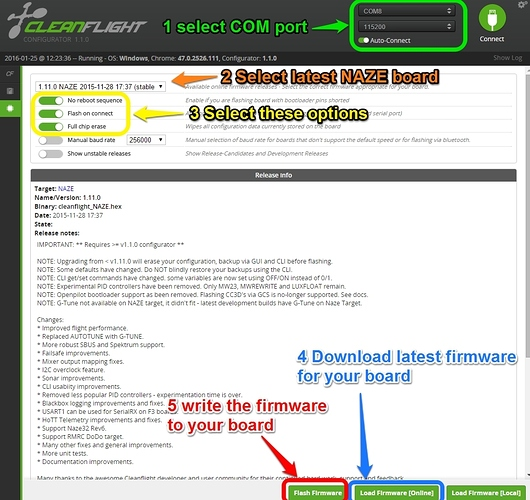 CLEANFLIGHT
CONFIGURATOR 1.1.0
1 select COM port
COM8
115200
Auto-Connect
Connect
2016-01-25 @ 12:23:36 -- Running - OS: Windows, Chrome: 47.0.2526.111, Configurator: 1.1.0
Show Log
2 Select latest NAZE board
1.11.0 NAZE 2015-11-28 17:37 (stable
Available online firmware releases - Select the correct firmware appropriate for your board.
No reboot sequence
Enable if you are flashing board with bootloader pins shorted
Flash on connect
serial port)
3 Select these options
Full chip erase
Wipes all configuration data currently stored on the board
Manual baud rate
256000
Manual selection of baud rate for boards that don't support the default speed or for flashing via bluetooth.
Show unstable releases
Show Release-Candidates and Development Releases
Release info
Target: NAZE
Name/Version: 1.11.0
Binary: cleanflight_NAZE.hex
Date: 2015-11-28 17:37
State:
Release notes:
IMPORTANT: ** Requires >= v1.1.0 configurator **
NOTE: Upgrading from < v1.11.0 will erase your configuration, backup via GUI and CLI before flashing.
NOTE: Some defaults have changed. Do NOT blindly restore your backups using the CLI.
NOTE: CLI get/set commands have changed. some variables are now set using OFF/ON instead of 0/1.
NOTE: Experimental PID controllers have been removed. Only MW23, MWREWRITE and LUXFLOAT remain.
NOTE: Openpilot bootloader support as been removed. Flashing CC3D's via GCS is no-longer supported. See docs.
NOTE: G-Tune not available on NAZE target, it didn't fit - latest development builds have G-Tune on Naze Target.
Changes:
* Improved flight performance.
* Replaced AUTOTUNE with G-TUNE.
* More robust SBUS and Spektrum support.
* Failsafe improvements.
* Mixer output mapping fixes.
* I2C overclock feature.
* Sonar improvements.
* CLI usability improvements.
* Removed less popular PID controllers - experimentation time is over.
* Blackbox logging improvements and fixes.
* USART1 can be used for SerialRX on F3 board
* HoTT Telemetry improvements and fixes.
* Support Naze32 Rev6.
* Support RMRC DoDo target.
* Many other fixes and general improvements.
* More unit tests.
* Documentation improvements.
4 Download latest firmware
for your board
5 write the firmware
to your board
Many thanks to the awesome Cleanflight developer and user community for their
Flash Firmware
Load Firmware [Online]
Load Firmware [Local]